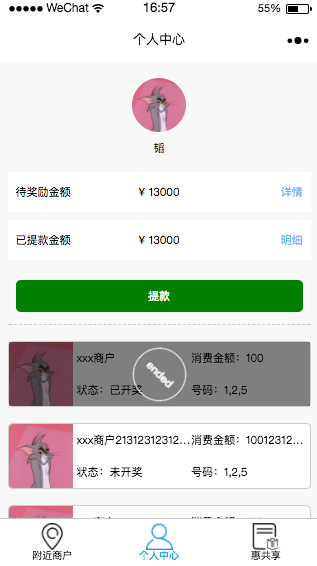 WeChat 16:57 55%
个人中心
韬
待奖励金额 ¥ 13000 详情
已提款金额 ¥ 13000 明细
提款
xxx商户 消费金额：100
ended
状态：已开奖 号码：1,2,5
xxx商户21312312312... 消费金额：10012312...
状态：未开奖 号码：1,2,5
附近商户 个人中心 惠共享